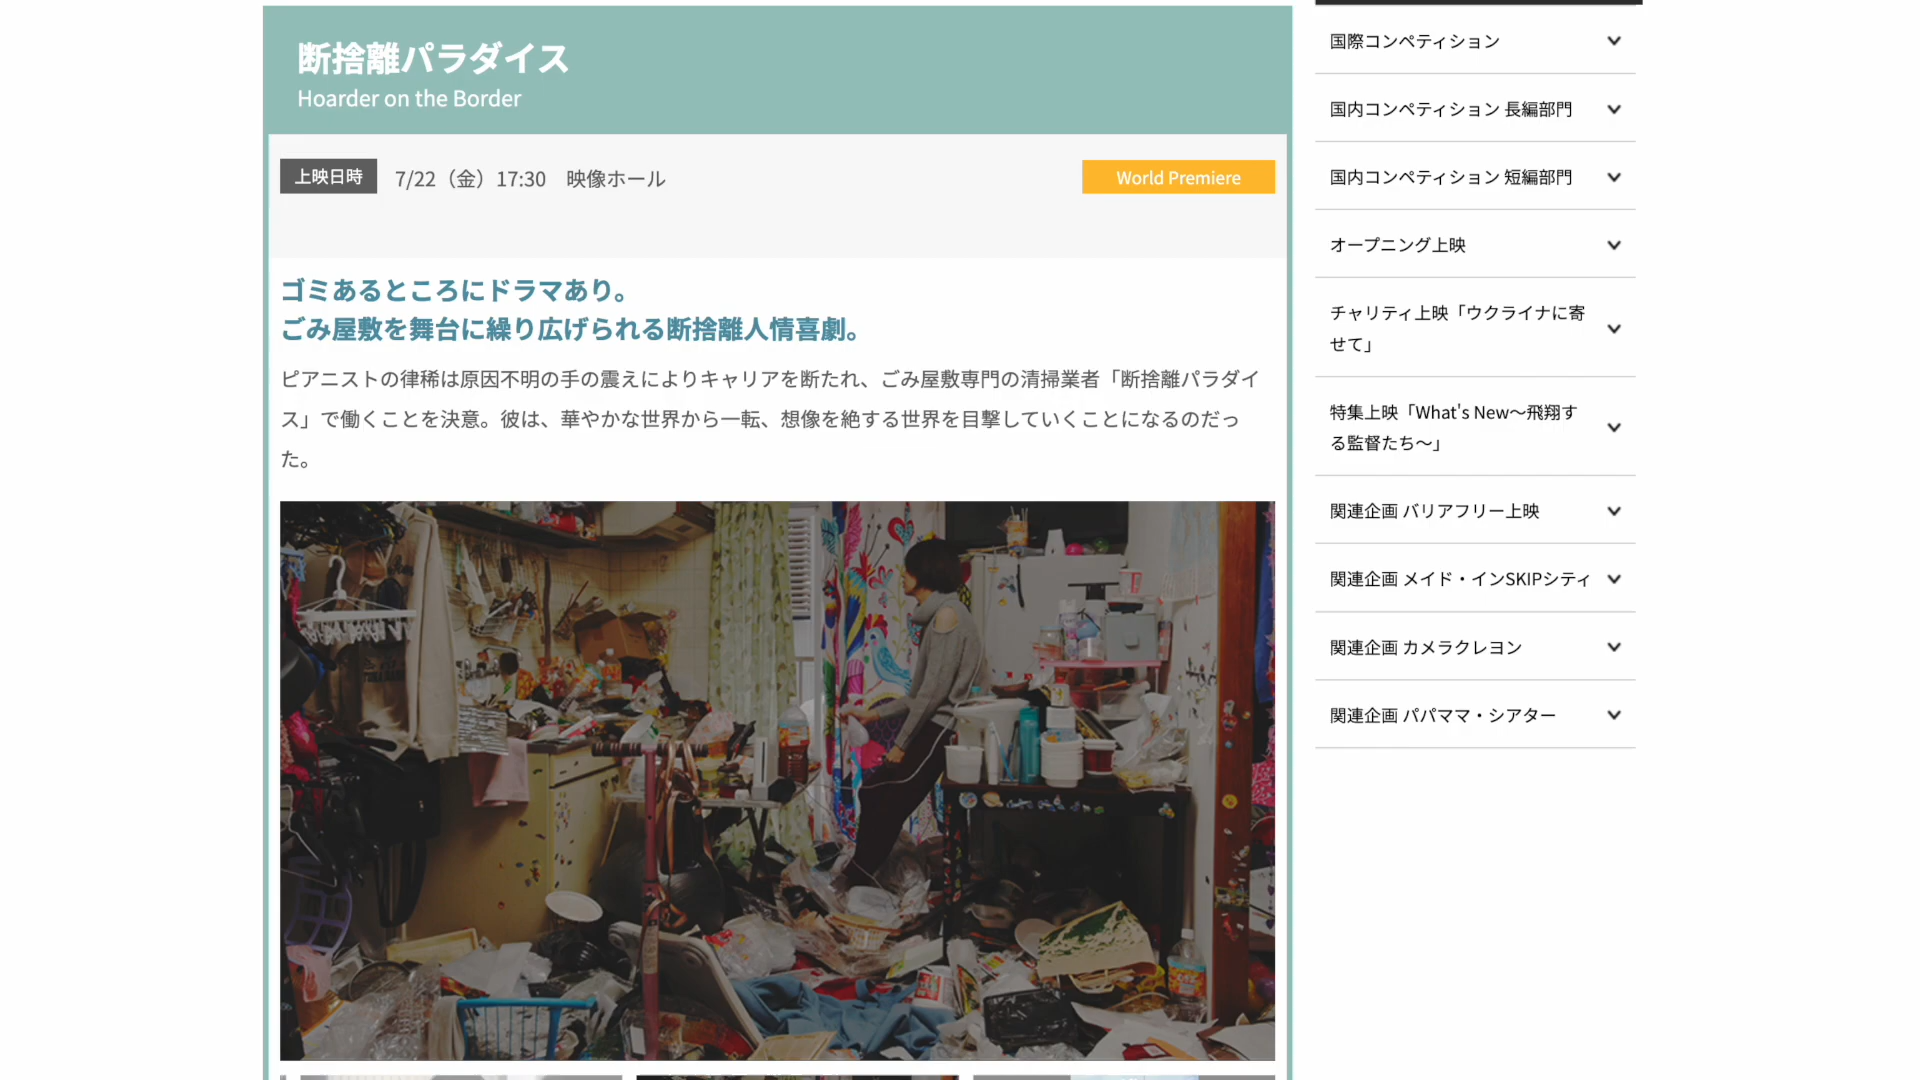 断捨離パラダイス
Hoarder on the Border
上映日時 7/22（金）17:30　映像ホール
World Premiere
ゴミあるところにドラマあり。
ごみ屋敷を舞台に繰り広げられる断捨離人情喜劇。
ピアニストの律稀は原因不明の手の震えによりキャリアを断たれ、ごみ屋敷専門の清掃業者「断捨離パラダイ
ス」で働くことを決意。彼は、華やかな世界から一転、想像を絶する世界を目撃していくことになるのだっ
た。
国際コンペティション
国内コンペティション 長編部門
国内コンペティション 短編部門
オープニング上映
チャリティ上映「ウクライナに寄
せて」
特集上映「What's New～飛翔す
る監督たち～」
関連企画 バリアフリー上映
関連企画 メイド・インSKIPシティ
関連企画 カメラクレヨン
関連企画 パパママ・シアター